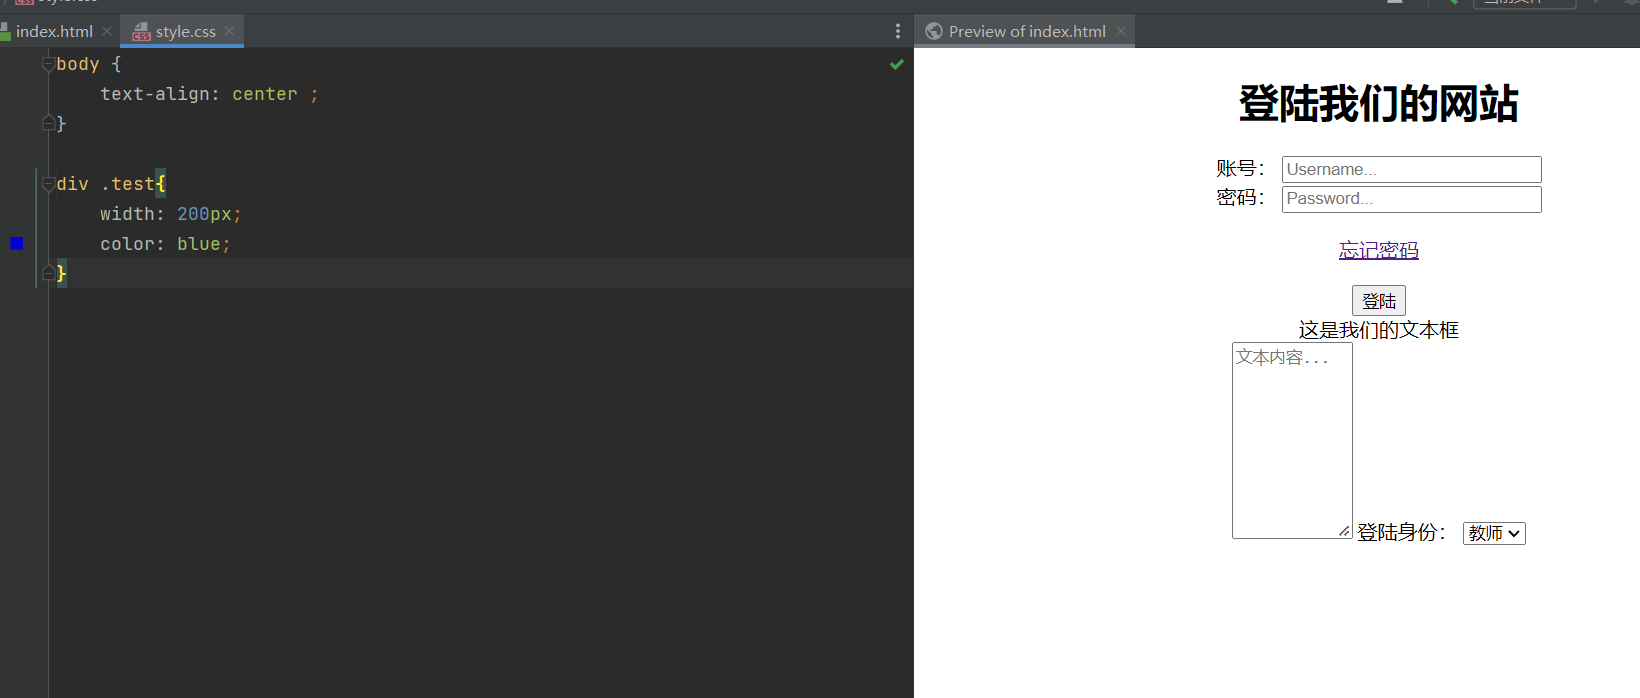 index.html
style.css
Preview of index.html
body {
text-align: center ;
}
div .test{
width: 200px;
color: blue;
}
登陆我们的网站
账号： Username...
密码： Password...
忘记密码
登陆
这是我们的文本框
文本内容...
登陆身份： 教师